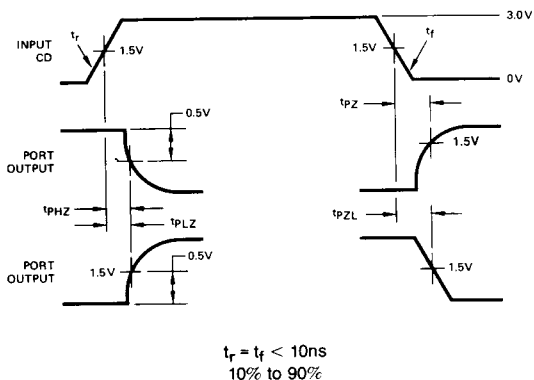 INPUT
CD
tr
1.5V
1.5V
tf
3.0V
0V
0.5V
tPZ
PORT
OUTPUT
1.5V
tPHZ
tPLZ
tPZL
PORT
OUTPUT
1.5V
0.5V
1.5V
tr = tf < 10ns
10% to 90%